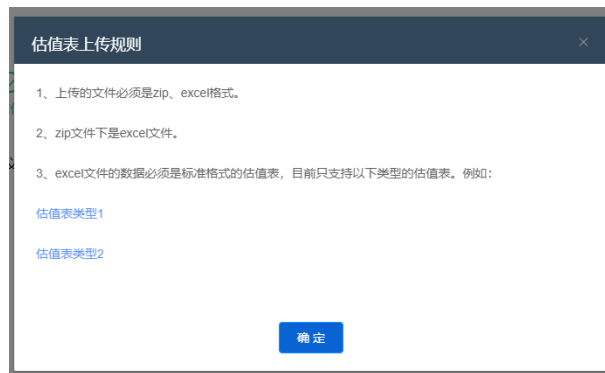 估值表上传规则
1、上传的文件必须是zip、excel格式。
2、zip文件下是excel文件。
3、excel文件的数据必须是标准格式的估值表，目前只支持以下类型的估值表。例如：
估值表类型1
估值表类型2
确定